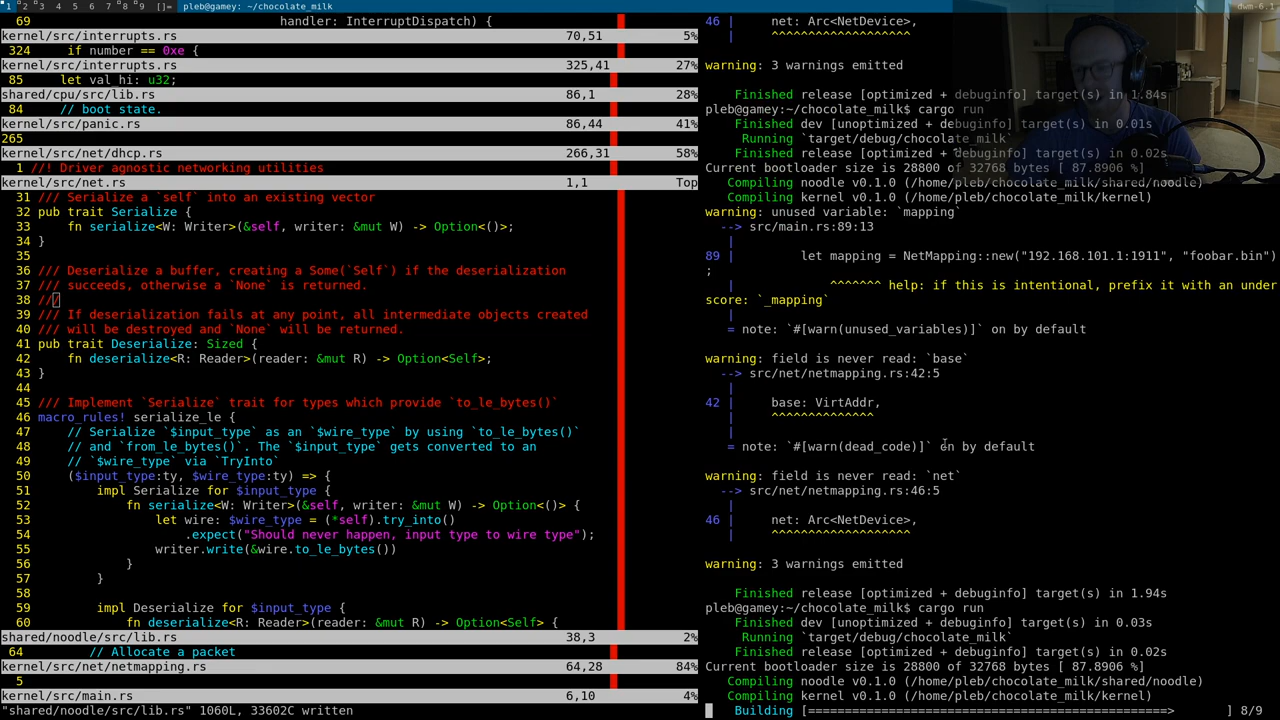 1 2 3 4 5 6 7 8 9 []= pleb@gamey: ~/chocolate_milk dwm-6.1
69 handler: InterruptDispatch) {
kernel/src/interrupts.rs 70,51 5%
324 if number == 0xe {
kernel/src/interrupts.rs 325,41 27%
85 let val_hi: u32;
shared/cpu/src/lib.rs 86,1 28%
84 // boot state.
kernel/src/panic.rs 86,44 41%
265
kernel/src/net/dhcp.rs 266,31 58%
1 //! Driver agnostic networking utilities
kernel/src/net.rs 1,1 Top
31 /// Serialize a `self` into an existing vector
32 pub trait Serialize {
33 fn serialize<W: Writer>(&self, writer: &mut W) -> Option<()>;
34 }
35
36 /// Deserialize a buffer, creating a Some(`Self`) if the deserialization
37 /// succeeds, otherwise a `None` is returned.
38 ///
39 /// If deserialization fails at any point, all intermediate objects created
40 /// will be destroyed and `None` will be returned.
41 pub trait Deserialize: Sized {
42 fn deserialize<R: Reader>(reader: &mut R) -> Option<Self>;
43 }
44
45 /// Implement `Serialize` trait for types which provide `to_le_bytes()`
46 macro_rules! serialize_le {
47 // Serialize `$input_type` as an `$wire_type` by using `to_le_bytes()`
48 // and `from_le_bytes()`. The `$input_type` gets converted to an
49 // `$wire_type` via `TryInto`
50 ($input_type:ty, $wire_type:ty) => {
51 impl Serialize for $input_type {
52 fn serialize<W: Writer>(&self, writer: &mut W) -> Option<()> {
53 let wire: $wire_type = (*self).try_into()
54 .expect("Should never happen, input type to wire type");
55 writer.write(&wire.to_le_bytes())
56 }
57 }
58
59 impl Deserialize for $input_type {
60 fn deserialize<R: Reader>(reader: &mut R) -> Option<Self> {
shared/noodle/src/lib.rs 38,3 2%
64 // Allocate a packet
kernel/src/net/netmapping.rs 64,28 84%
5
kernel/src/main.rs 6,10 4%
"shared/noodle/src/lib.rs" 1060L, 33602C written
46 | net: Arc<NetDevice>,
| ^^^^^^^^^^^^^^^^^^^
warning: 3 warnings emitted
Finished release [optimized + debuginfo] target(s) in 1.84s
pleb@gamey:~/chocolate_milk$ cargo run
Finished dev [unoptimized + debuginfo] target(s) in 0.01s
Running `target/debug/chocolate_milk`
Finished release [optimized + debuginfo] target(s) in 0.02s
Current bootloader size is 28800 of 32768 bytes [ 87.8906 %]
Compiling noodle v0.1.0 (/home/pleb/chocolate_milk/shared/noodle)
Compiling kernel v0.1.0 (/home/pleb/chocolate_milk/kernel)
warning: unused variable: `mapping`
--> src/main.rs:89:13
|
89 | let mapping = NetMapping::new("192.168.101.1:1911", "foobar.bin")
;
| ^^^^^^^ help: if this is intentional, prefix it with an under
score: `_mapping`
= note: `#[warn(unused_variables)]` on by default
warning: field is never read: `base`
--> src/net/netmapping.rs:42:5
|
42 | base: VirtAddr,
| ^^^^^^^^^^^^^^
= note: `#[warn(dead_code)]` on by default
warning: field is never read: `net`
--> src/net/netmapping.rs:46:5
|
46 | net: Arc<NetDevice>,
| ^^^^^^^^^^^^^^^^^^^
warning: 3 warnings emitted
Finished release [optimized + debuginfo] target(s) in 1.94s
pleb@gamey:~/chocolate_milk$ cargo run
Finished dev [unoptimized + debuginfo] target(s) in 0.03s
Running `target/debug/chocolate_milk`
Finished release [optimized + debuginfo] target(s) in 0.02s
Current bootloader size is 28800 of 32768 bytes [ 87.8906 %]
Compiling noodle v0.1.0 (/home/pleb/chocolate_milk/shared/noodle)
Compiling kernel v0.1.0 (/home/pleb/chocolate_milk/kernel)
Building [=================================================> ] 8/9